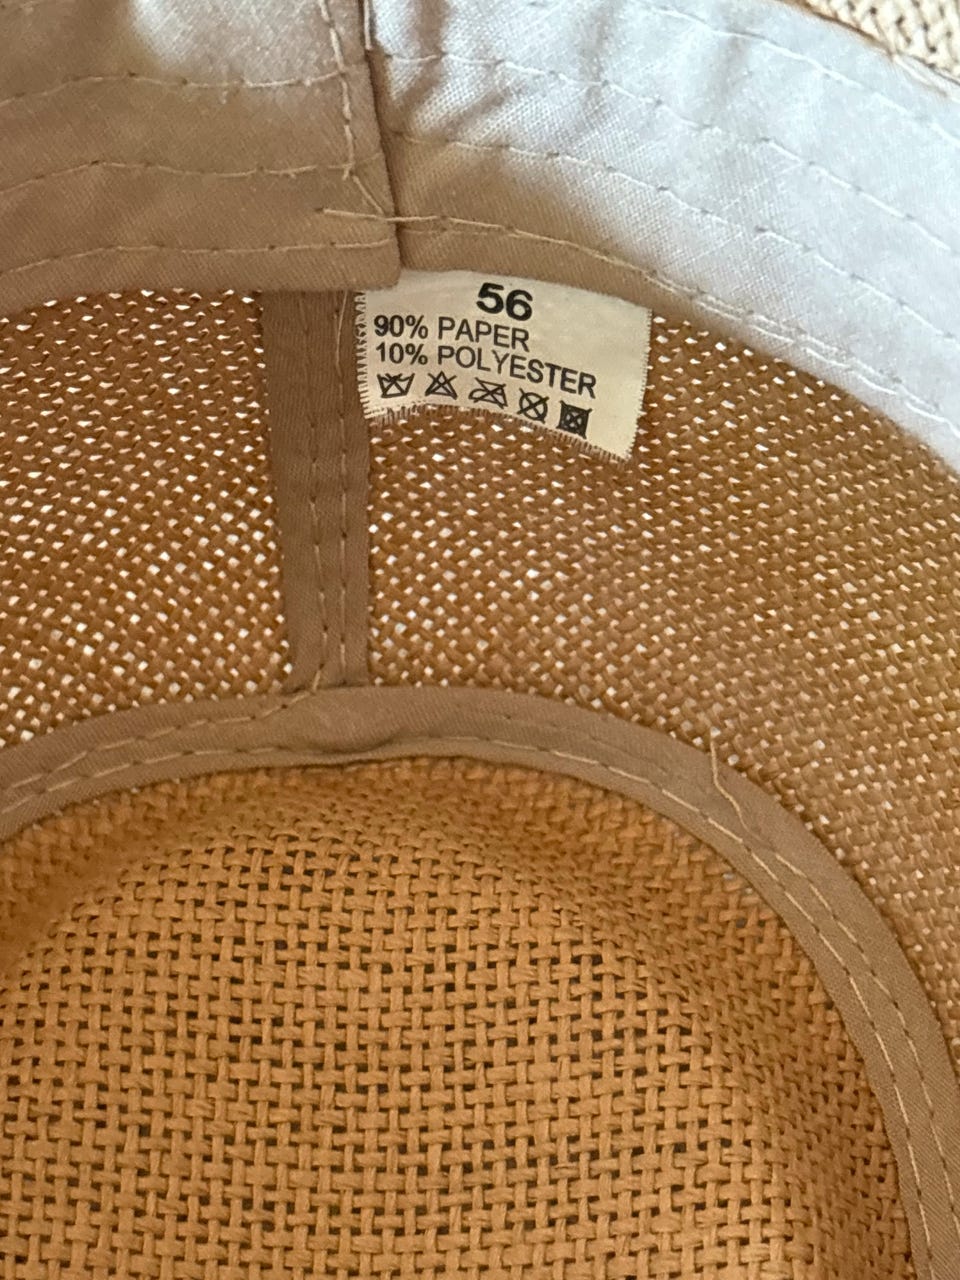 56
90% PAPER
10% POLYESTER